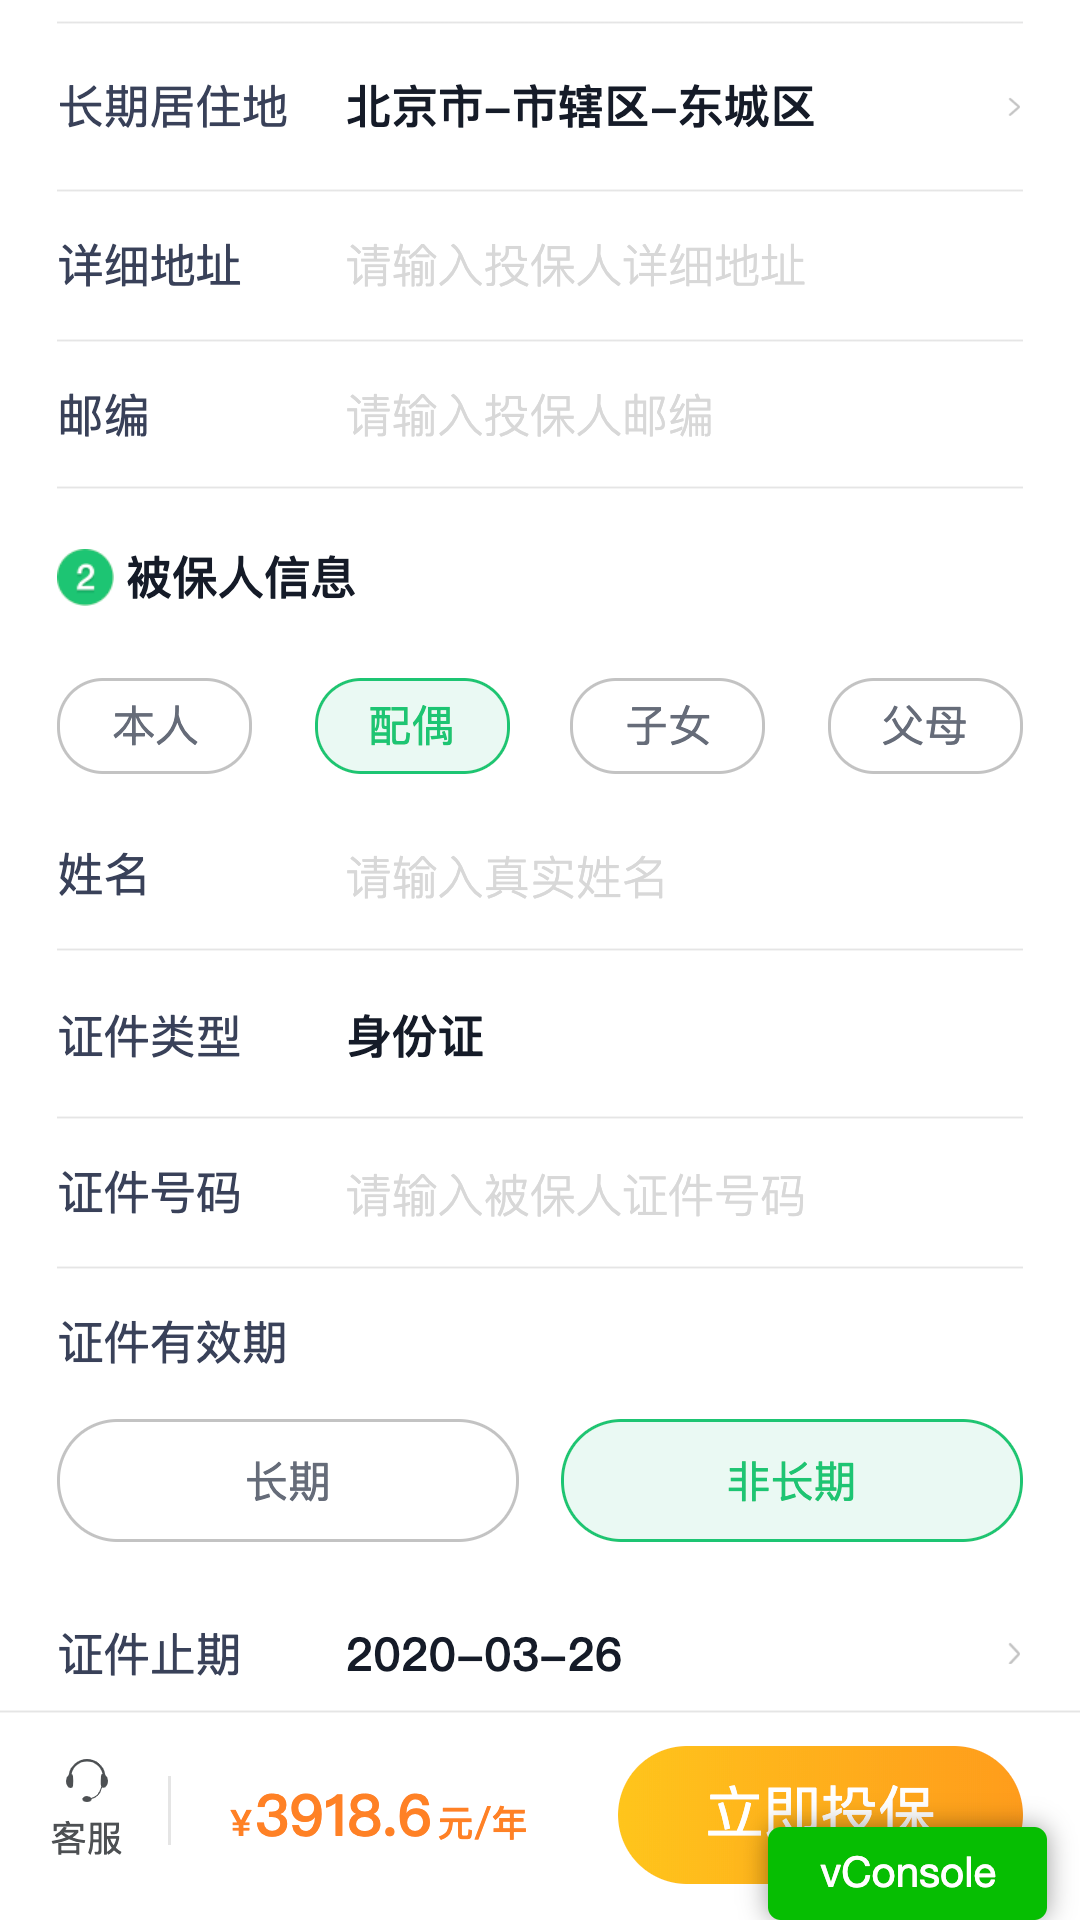 长期居住地 北京市-市辖区-东城区
详细地址 请输入投保人详细地址
邮编 请输入投保人邮编
2 被保人信息
本人 配偶 子女 父母
姓名 请输入真实姓名
证件类型 身份证
证件号码 请输入被保人证件号码
证件有效期
长期 非长期
证件止期 2020-03-26
客服 ¥3918.6元/年 立即投保
vConsole